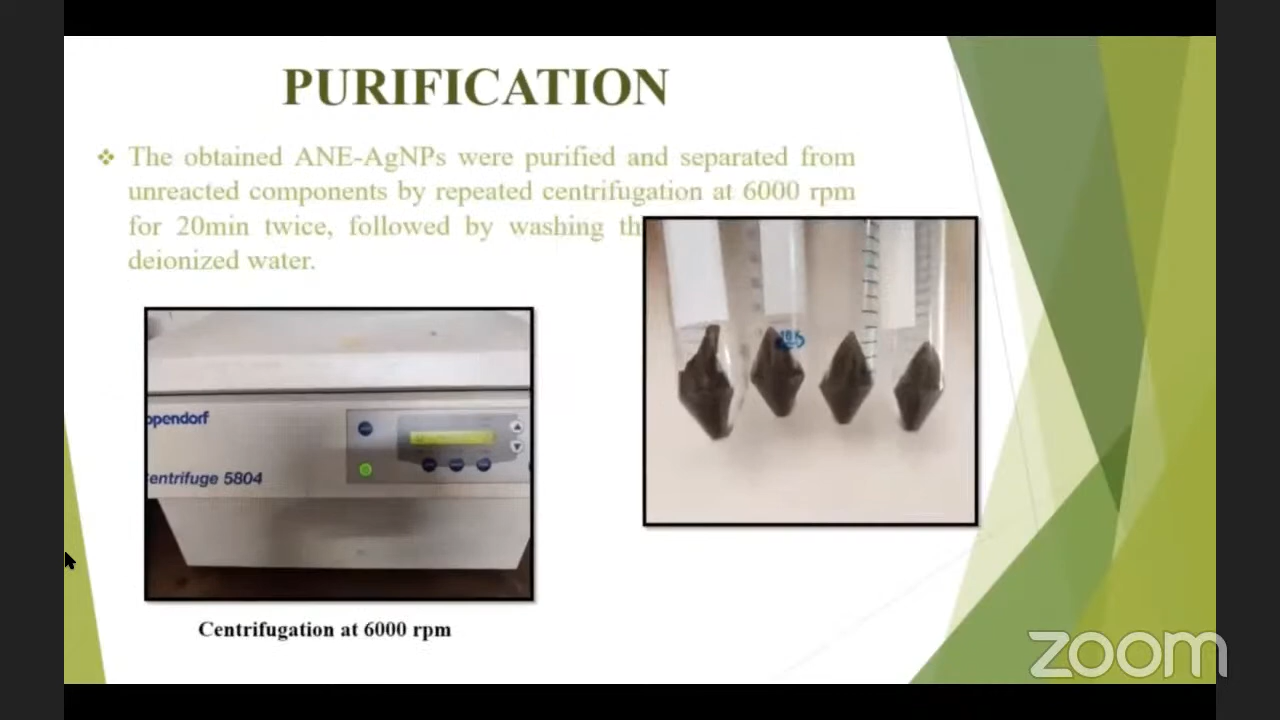 PURIFICATION
❖ The obtained ANE-AgNPs were purified and separated from
unreacted components by repeated centrifugation at 6000 rpm
for 20min twice, followed by washing th
deionized water.
ppendorf
entrifuge 5804
Centrifugation at 6000 rpm
zoom